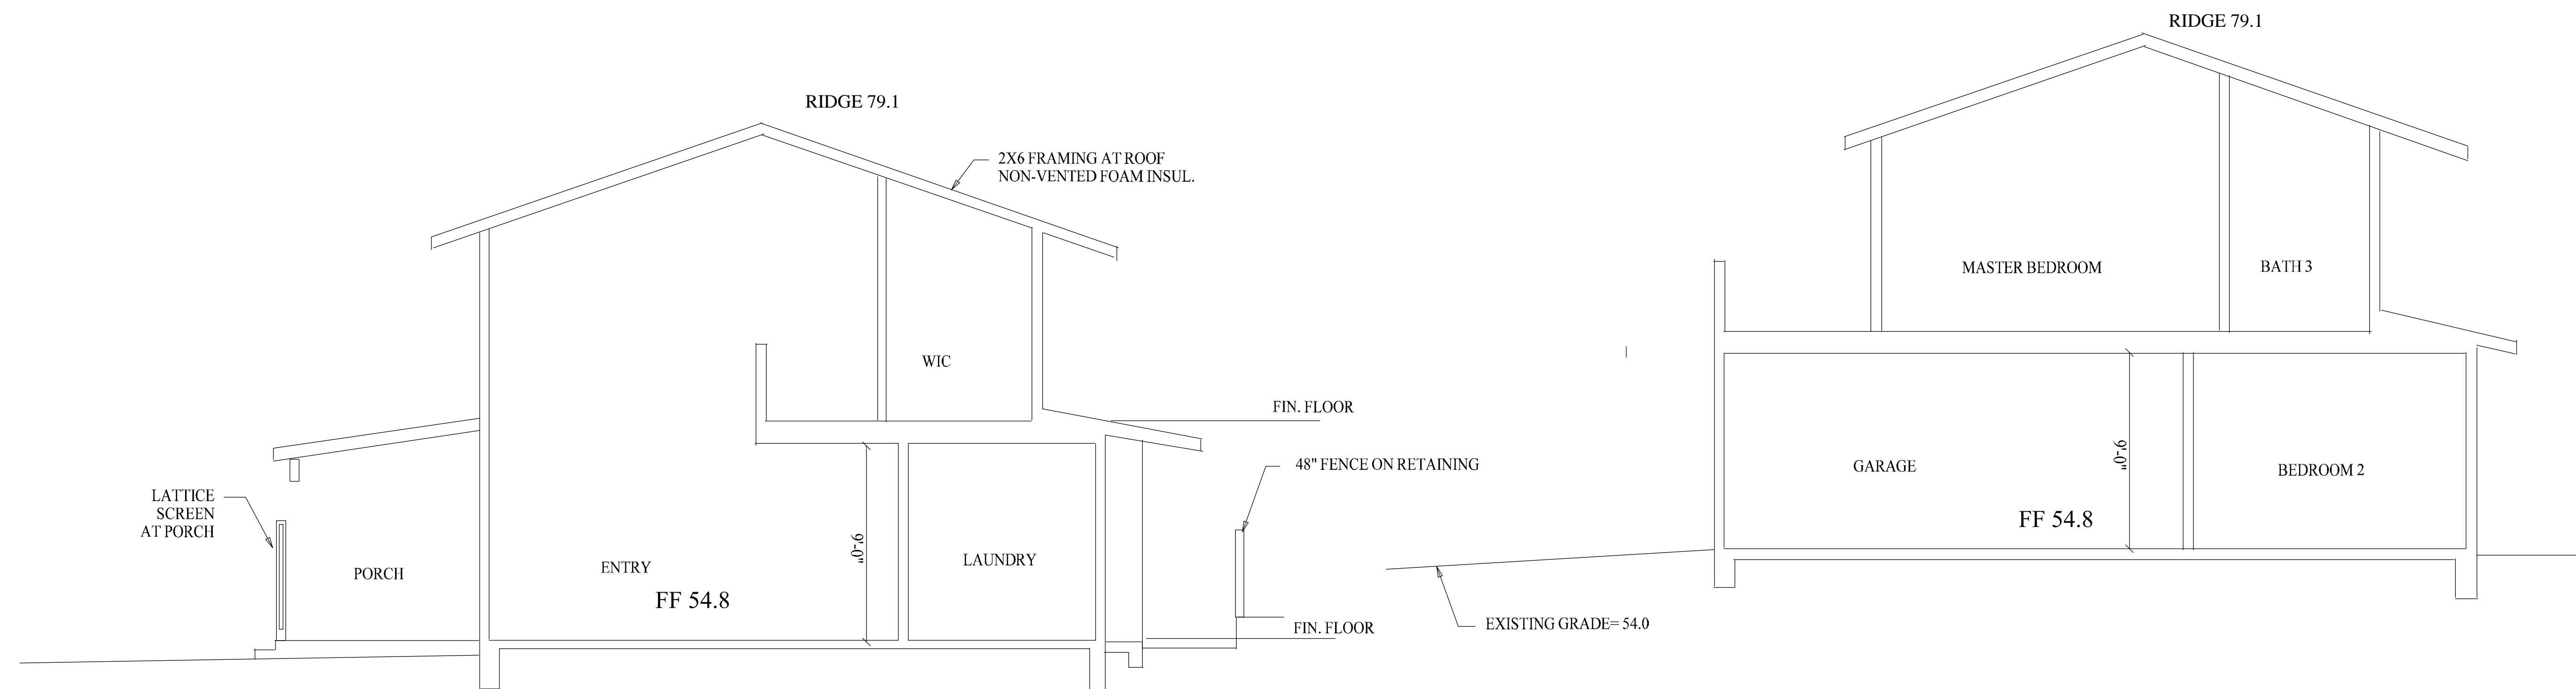 RIDGE 79.1
2X6 FRAMING AT ROOF
NON-VENTED FOAM INSUL.
WIC
FIN. FLOOR
48" FENCE ON RETAINING
LATTICE
SCREEN
AT PORCH
PORCH
ENTRY
FF 54.8
9'-0"
LAUNDRY
FIN. FLOOR
RIDGE 79.1
MASTER BEDROOM
BATH 3
GARAGE
9'-0"
BEDROOM 2
FF 54.8
EXISTING GRADE= 54.0